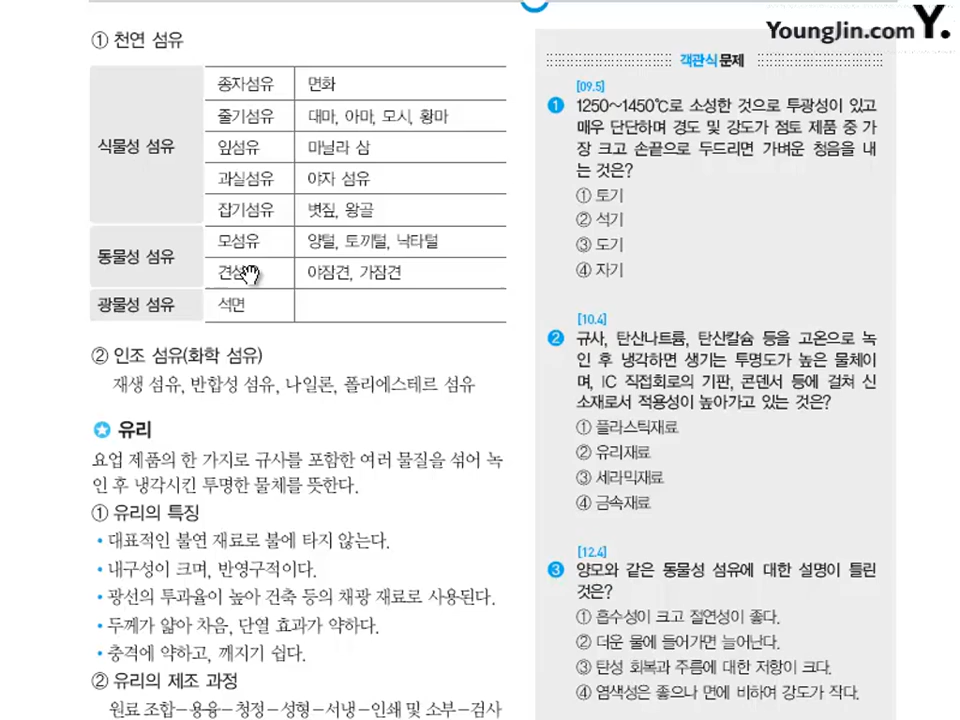 YoungJin.com Y.
① 천연 섬유
식물성 섬유
종자섬유 면화
줄기섬유 대마, 아마, 모시, 황마
잎섬유 마닐라 삼
과실섬유 야자 섬유
잡기섬유 볏짚, 왕골
동물성 섬유
모섬유 양털, 토끼털, 낙타털
야잠견, 가잠견
광물성 섬유 석면
② 인조 섬유(화학 섬유)
재생 섬유, 반합성 섬유, 나일론, 폴리에스테르 섬유
유리
요업 제품의 한 가지로 규사를 포함한 여러 물질을 섞어 녹
인 후 냉각시킨 투명한 물체를 뜻한다.
① 유리의 특징
• 대표적인 불연 재료로 불에 타지 않는다.
• 내구성이 크며, 반영구적이다.
• 광선의 투과율이 높아 건축 등의 채광 재료로 사용된다.
• 두께가 얇아 차음, 단열 효과가 약하다.
• 충격에 약하고, 깨지기 쉽다.
② 유리의 제조 과정
원료 조합-용융-청정-성형-서냉-인쇄 및 소부-검사
객관식 문제
[09.5]
1 1250~1450℃로 소성한 것으로 투광성이 있고
매우 단단하며 경도 및 강도가 점토 제품 중 가
장 크고 손끝으로 두드리면 가벼운 청음을 내
는 것은?
① 토기
② 석기
③ 도기
④ 자기
[10.4]
2 규사, 탄산나트륨, 탄산칼슘 등을 고온으로 녹
인 후 냉각하면 생기는 투명도가 높은 물체이
며, IC 직접회로의 기판, 콘덴서 등에 걸쳐 신
소재로서 적용성이 높아가고 있는 것은?
① 플라스틱재료
② 유리재료
③ 세라믹재료
④ 금속재료
[12.4]
3 양모와 같은 동물성 섬유에 대한 설명이 틀린
것은?
① 흡수성이 크고 절연성이 좋다.
② 더운 물에 들어가면 늘어난다.
③ 탄성 회복과 주름에 대한 저항이 크다.
④ 염색성은 좋으나 면에 비하여 강도가 작다.